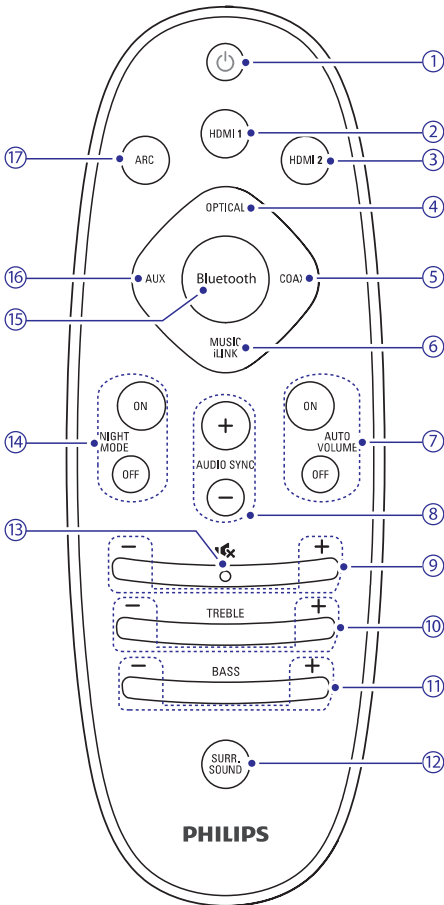 1
HDMI 1
2
17
ARC
HDMI 2
3
OPTICAL
4
16
AUX
Bluetooth
COAX
5
15
MUSIC
iLINK
6
ON
ON
14
NIGHT
MODE
+
AUTO
VOLUME
7
AUDIO SYNC
OFF
OFF
−
8
13
−
+
9
−
TREBLE
+
10
−
BASS
+
11
SURR.
SOUND
12
PHILIPS